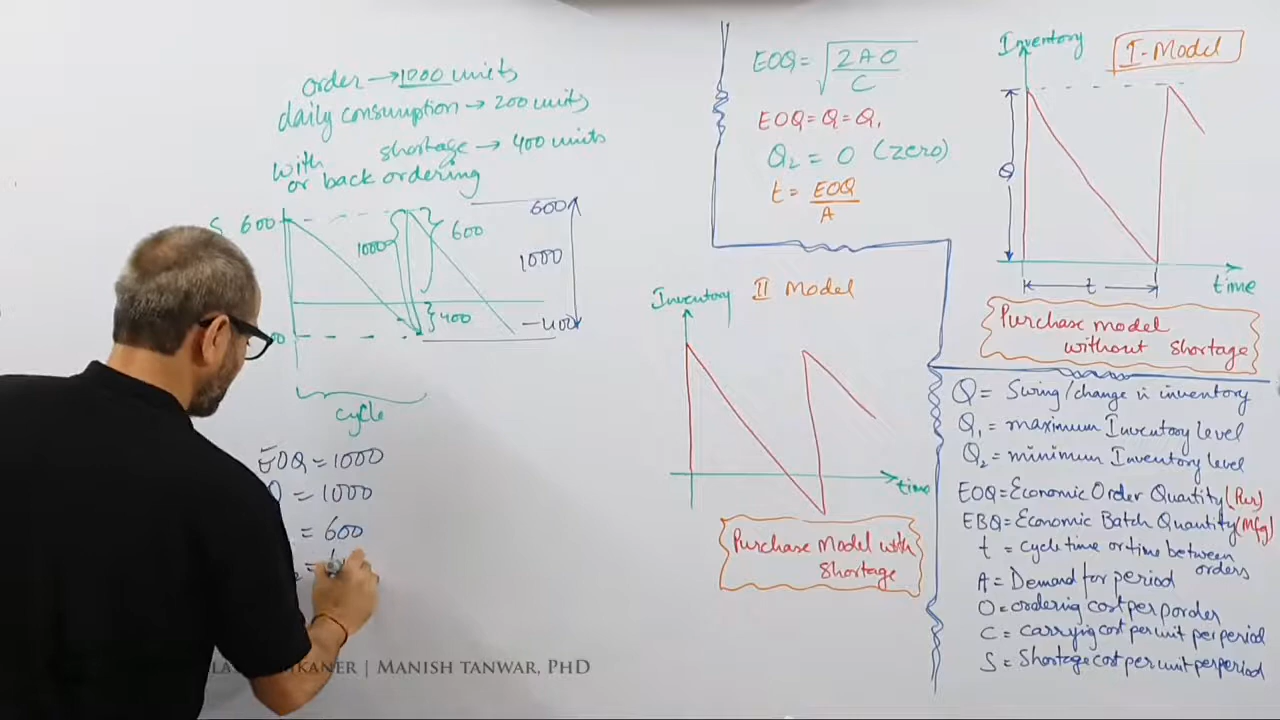 order → 1000 units
daily consumption → 200 units
shortage → 400 units
with
or back ordering
S 600
1000
600
400
600
1000
-400
cycle
EOQ = 1000
= 1000
= 600
=
MANISH TANWAR, PHD
EOQ = √2AO/C
EOQ = Q = Q1
Q2 = 0 (zero)
t = EOQ/A
Inventory
I-Model
Q
t
time
Purchase model
without shortage
Inventory
II Model
time
Purchase Model with
Shortage
Q = Swing/change in inventory
Q1 = maximum Inventory level
Q2 = minimum Inventory level
EOQ = Economic Order Quantity (Pur)
EBQ = Economic Batch Quantity (Mfg)
t = cycle time or time between
orders
A = Demand for period
O = ordering cost per porder
C = carrying cost per unit per period
S = Shortage cost per unit per period